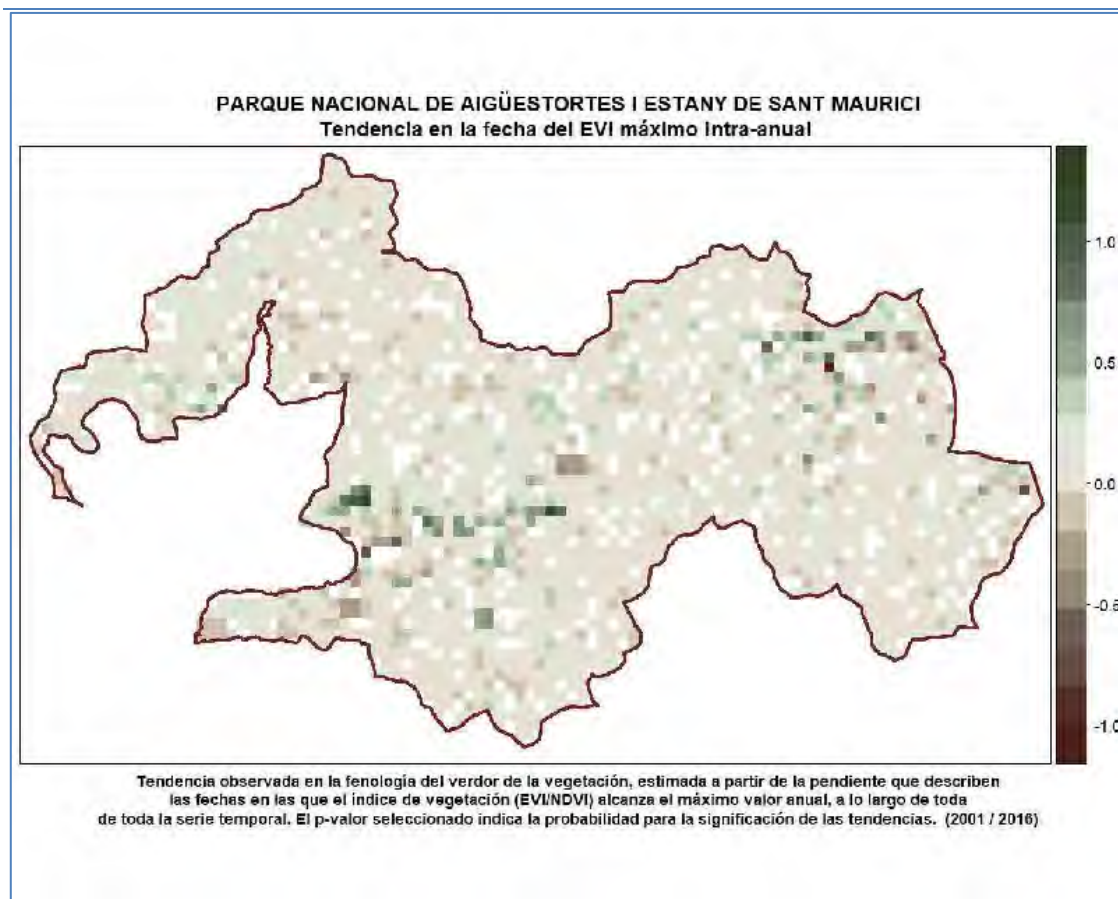 PARQUE NACIONAL DE AIGÜESTORTES I ESTANY DE SANT MAURICI
Tendencia en la fecha del EVI máximo intra-anual
1.0
0.5
0.0
-0.5
-1.0
Tendencia observada en la fenología del verdor de la vegetación, estimada a partir de la pendiente que describen
las fechas en las que el índice de vegetación (EVI/NDVI) alcanza el máximo valor anual, a lo largo de toda
de toda la serie temporal. El p-valor seleccionado indica la probabilidad para la significación de las tendencias. (2001 / 2016)